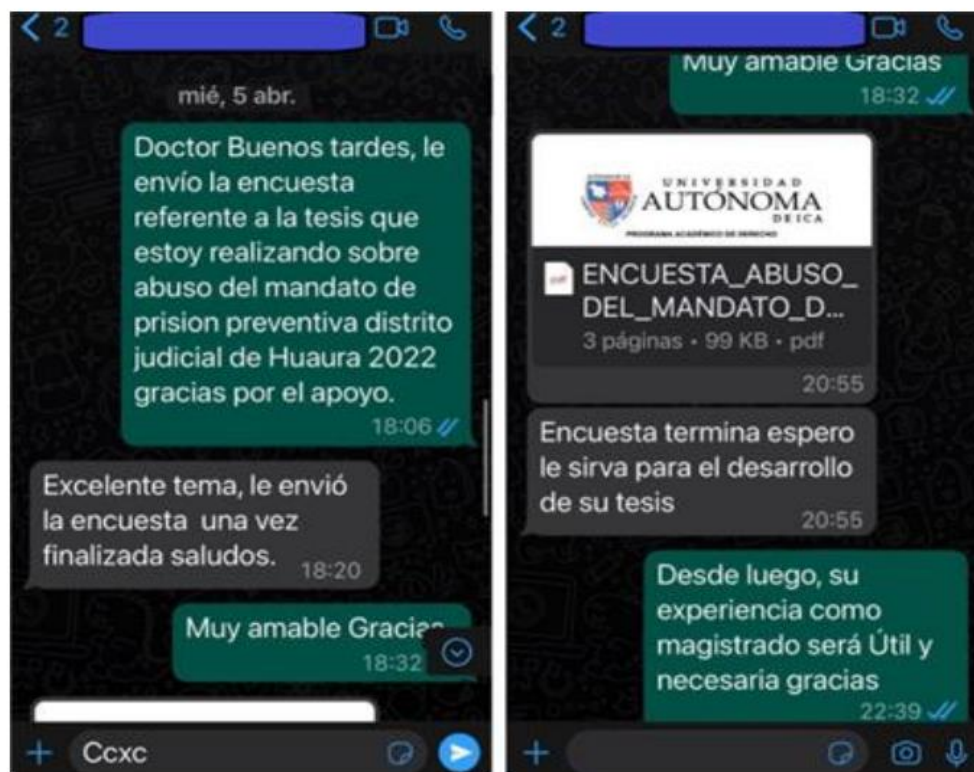 2
mié, 5 abr.
Doctor Buenos tardes, le
envío la encuesta
referente a la tesis que
estoy realizando sobre
abuso del mandato de
prision preventiva distrito
judicial de Huaura 2022
gracias por el apoyo.
18:06
Excelente tema, le envió
la encuesta una vez
finalizada saludos.
18:20
Muy amable Gracias
18:32
Ccxc
2
Muy amable Gracias
18:32
UNIVERSIDAD
AUTÓNOMA
DE ICA
PROGRAMA ACADÉMICO DE DERECHO
pdf
ENCUESTA_ABUSO_
DEL_MANDATO_D...
3 páginas • 99 KB • pdf
20:55
Encuesta termina espero
le sirva para el desarrollo
de su tesis
20:55
Desde luego, su
experiencia como
magistrado será Útil y
necesaria gracias
22:39